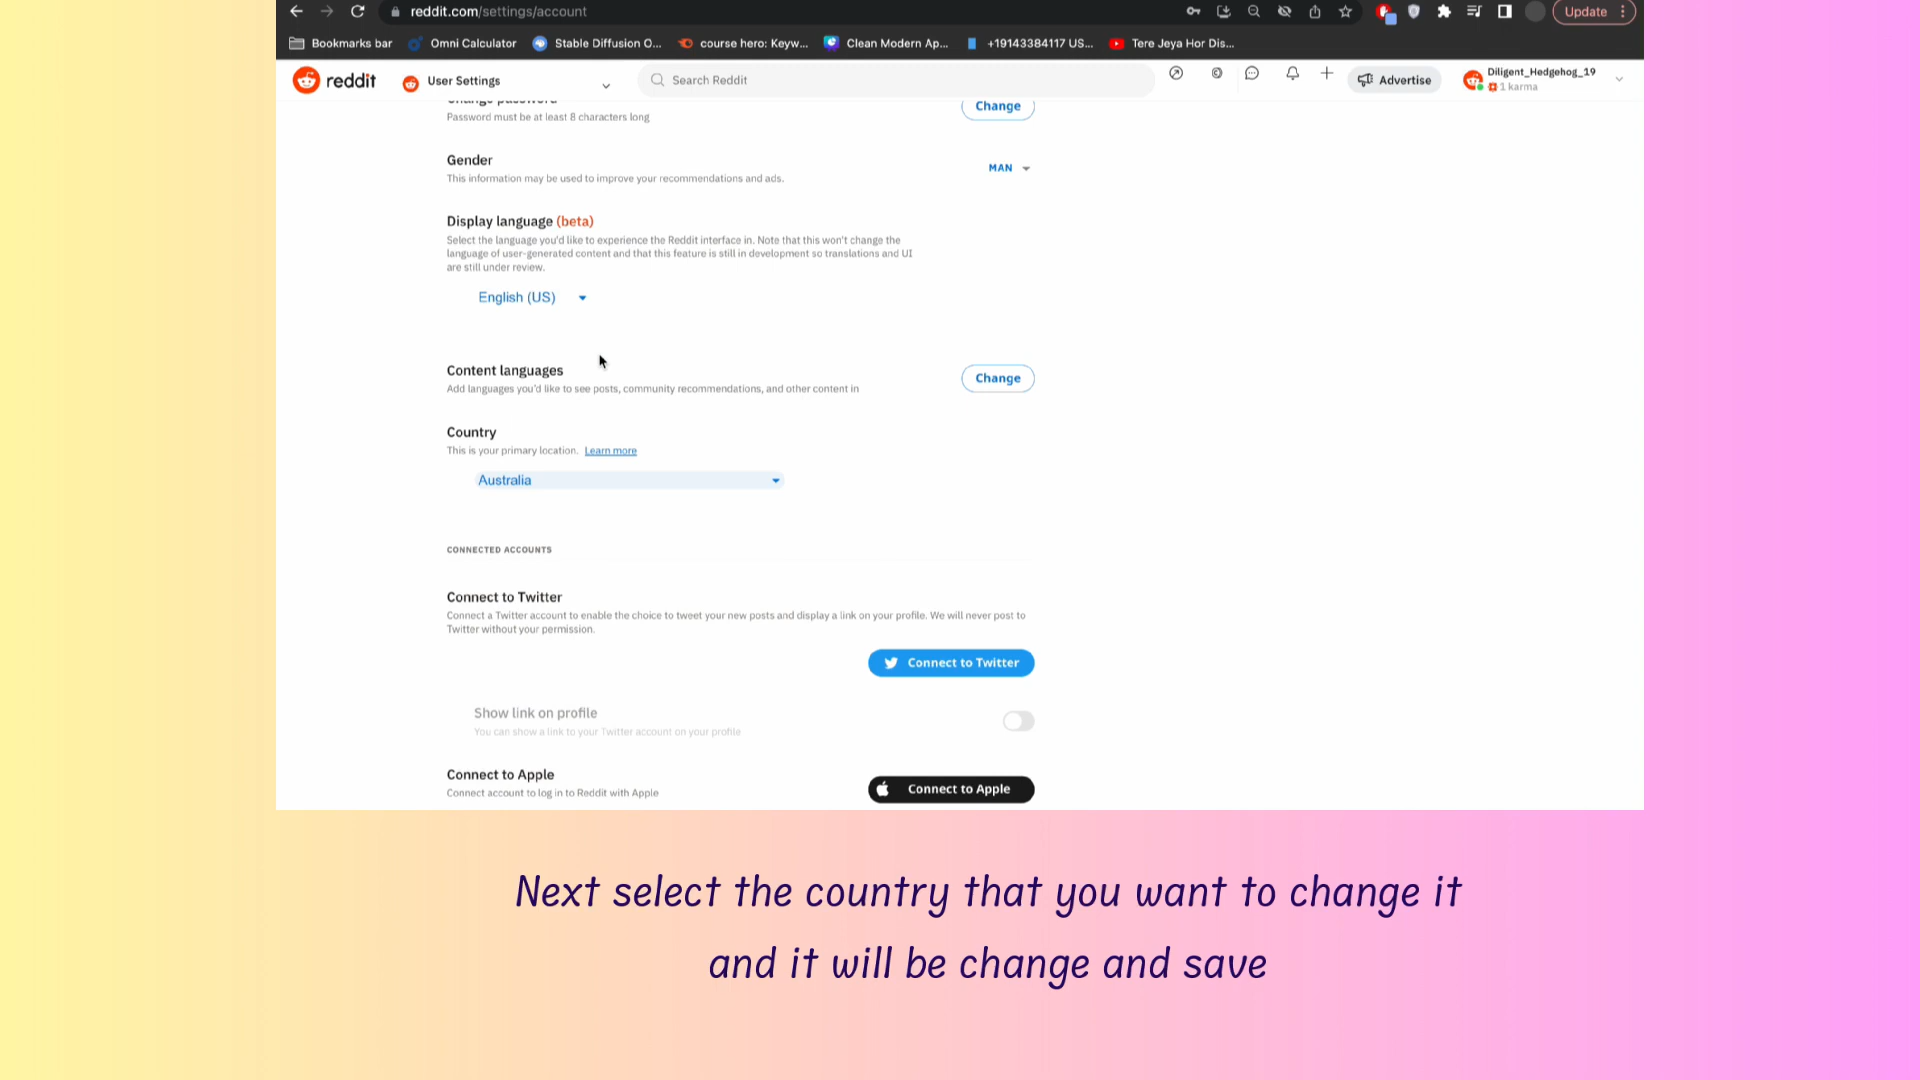 reddit.com/settings/account
Update
Bookmarks bar
Omni Calculator
Stable Diffusion O...
course hero: Keyw...
Clean Modern Ap...
+19143384117 US...
Tere Jeya Hor Dis...
reddit
User Settings
Search Reddit
Advertise
Diligent_Hedgehog_19
1 karma
Change password
Password must be at least 8 characters long
Change
Gender
This information may be used to improve your recommendations and ads.
MAN
Display language (beta)
Select the language you'd like to experience the Reddit interface in. Note that this won't change the
language of user-generated content and that this feature is still in development so translations and UI
are still under review.
English (US)
Content languages
Add languages you'd like to see posts, community recommendations, and other content in
Change
Country
This is your primary location. Learn more
Australia
CONNECTED ACCOUNTS
Connect to Twitter
Connect a Twitter account to enable the choice to tweet your new posts and display a link on your profile. We will never post to
Twitter without your permission.
Connect to Twitter
Show link on profile
You can show a link to your Twitter account on your profile
Connect to Apple
Connect account to log in to Reddit with Apple
Connect to Apple
Next select the country that you want to change it
and it will be change and save